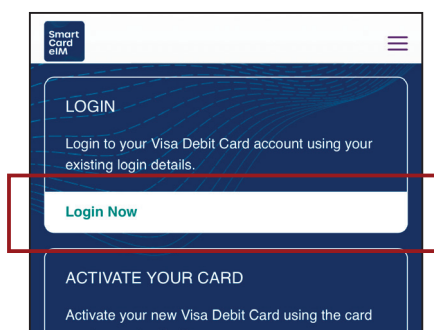 Smart
Card
eIM
LOGIN
Login to your Visa Debit Card account using your
existing login details.
Login Now
ACTIVATE YOUR CARD
Activate your new Visa Debit Card using the card